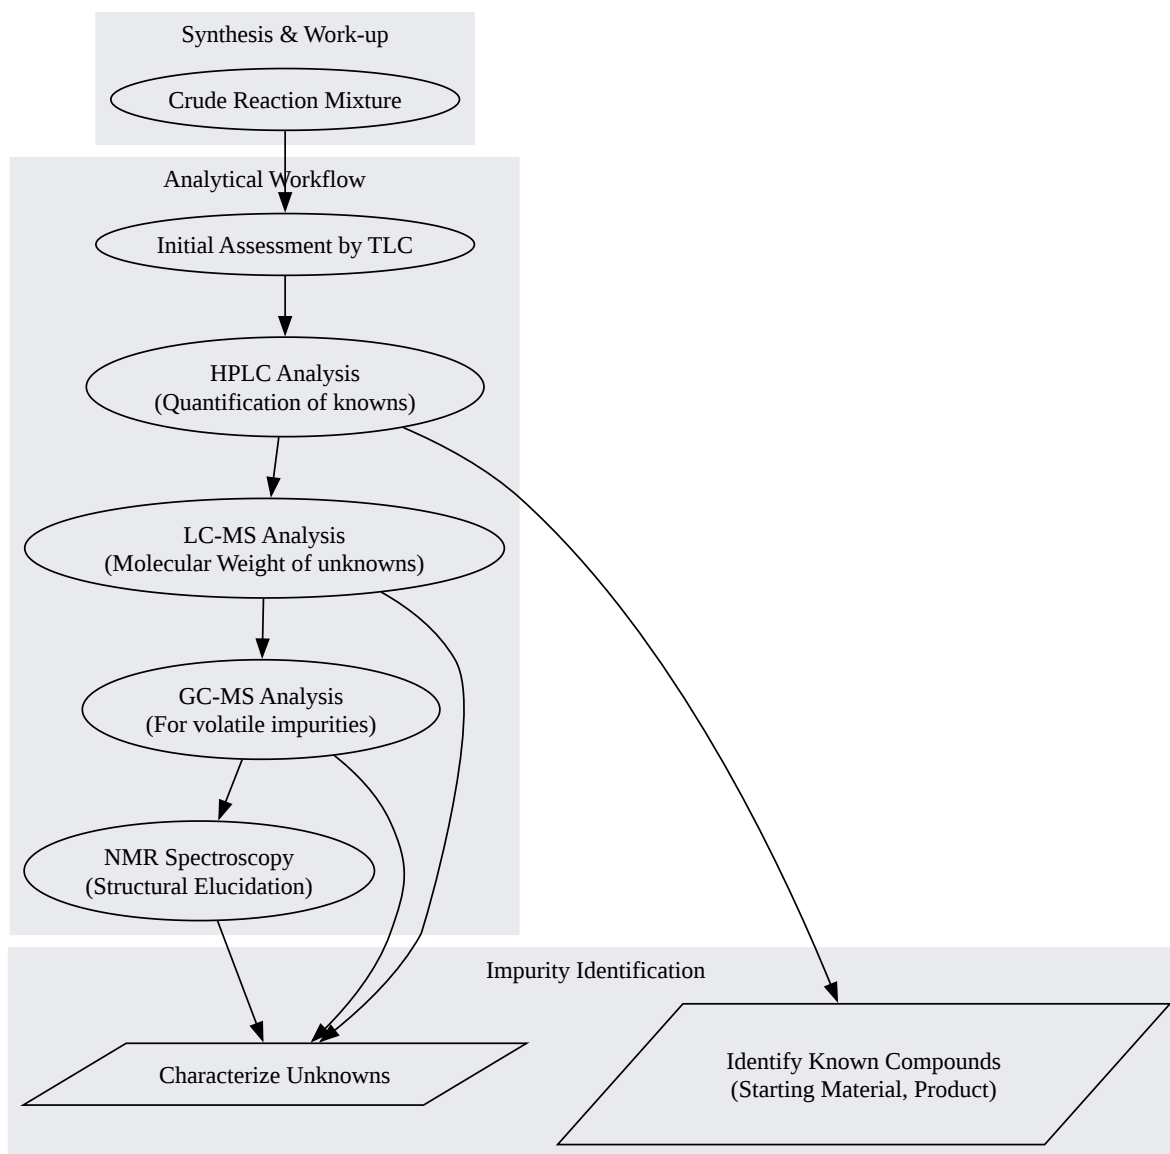 Synthesis & Work-up
Crude Reaction Mixture
Analytical Workflow
Initial Assessment by TLC
HPLC Analysis
(Quantification of knowns)
LC-MS Analysis
(Molecular Weight of unknowns)
GC-MS Analysis
(For volatile impurities)
NMR Spectroscopy
(Structural Elucidation)
Impurity Identification
Characterize Unknowns
Identify Known Compounds
(Starting Material, Product)